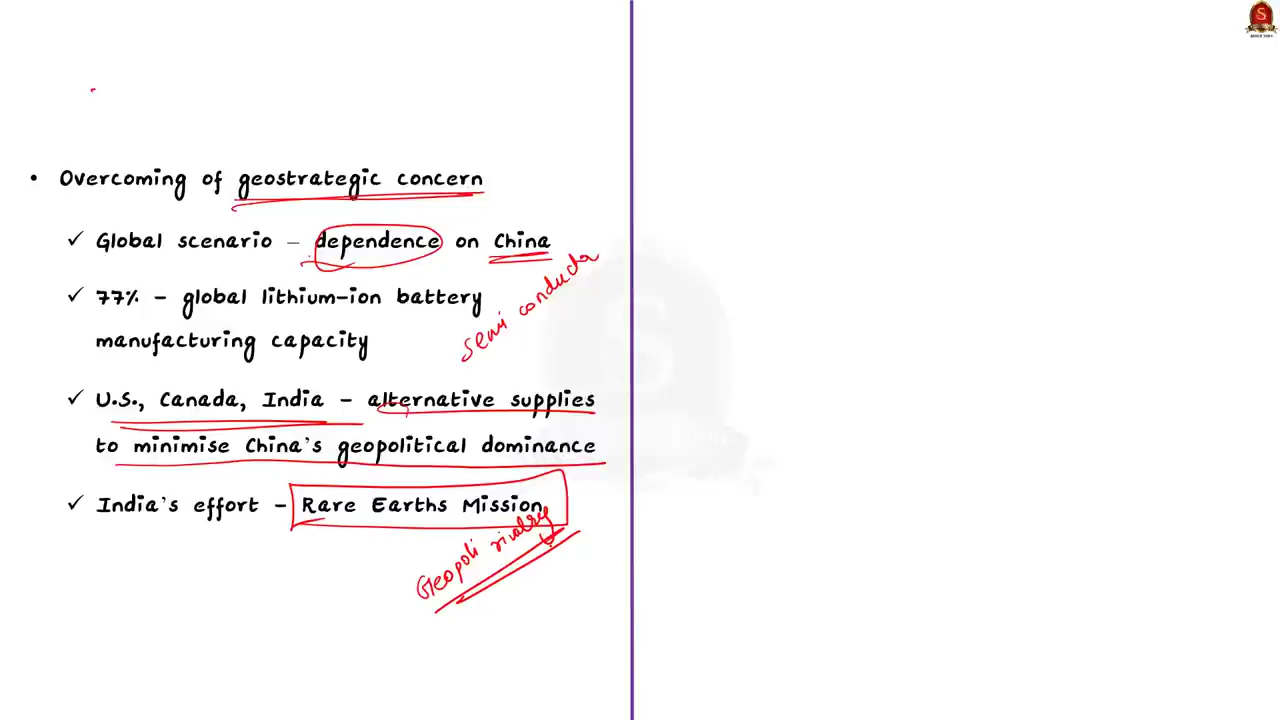 • Overcoming of geostrategic concern
✓ Global scenario – dependence on China
✓ 77% – global lithium-ion battery
manufacturing capacity
Semi conducta
✓ U.S., Canada, India – alternative supplies
to minimise China's geopolitical dominance
✓ India's effort – Rare Earths Mission
Geopoli rivalry
S